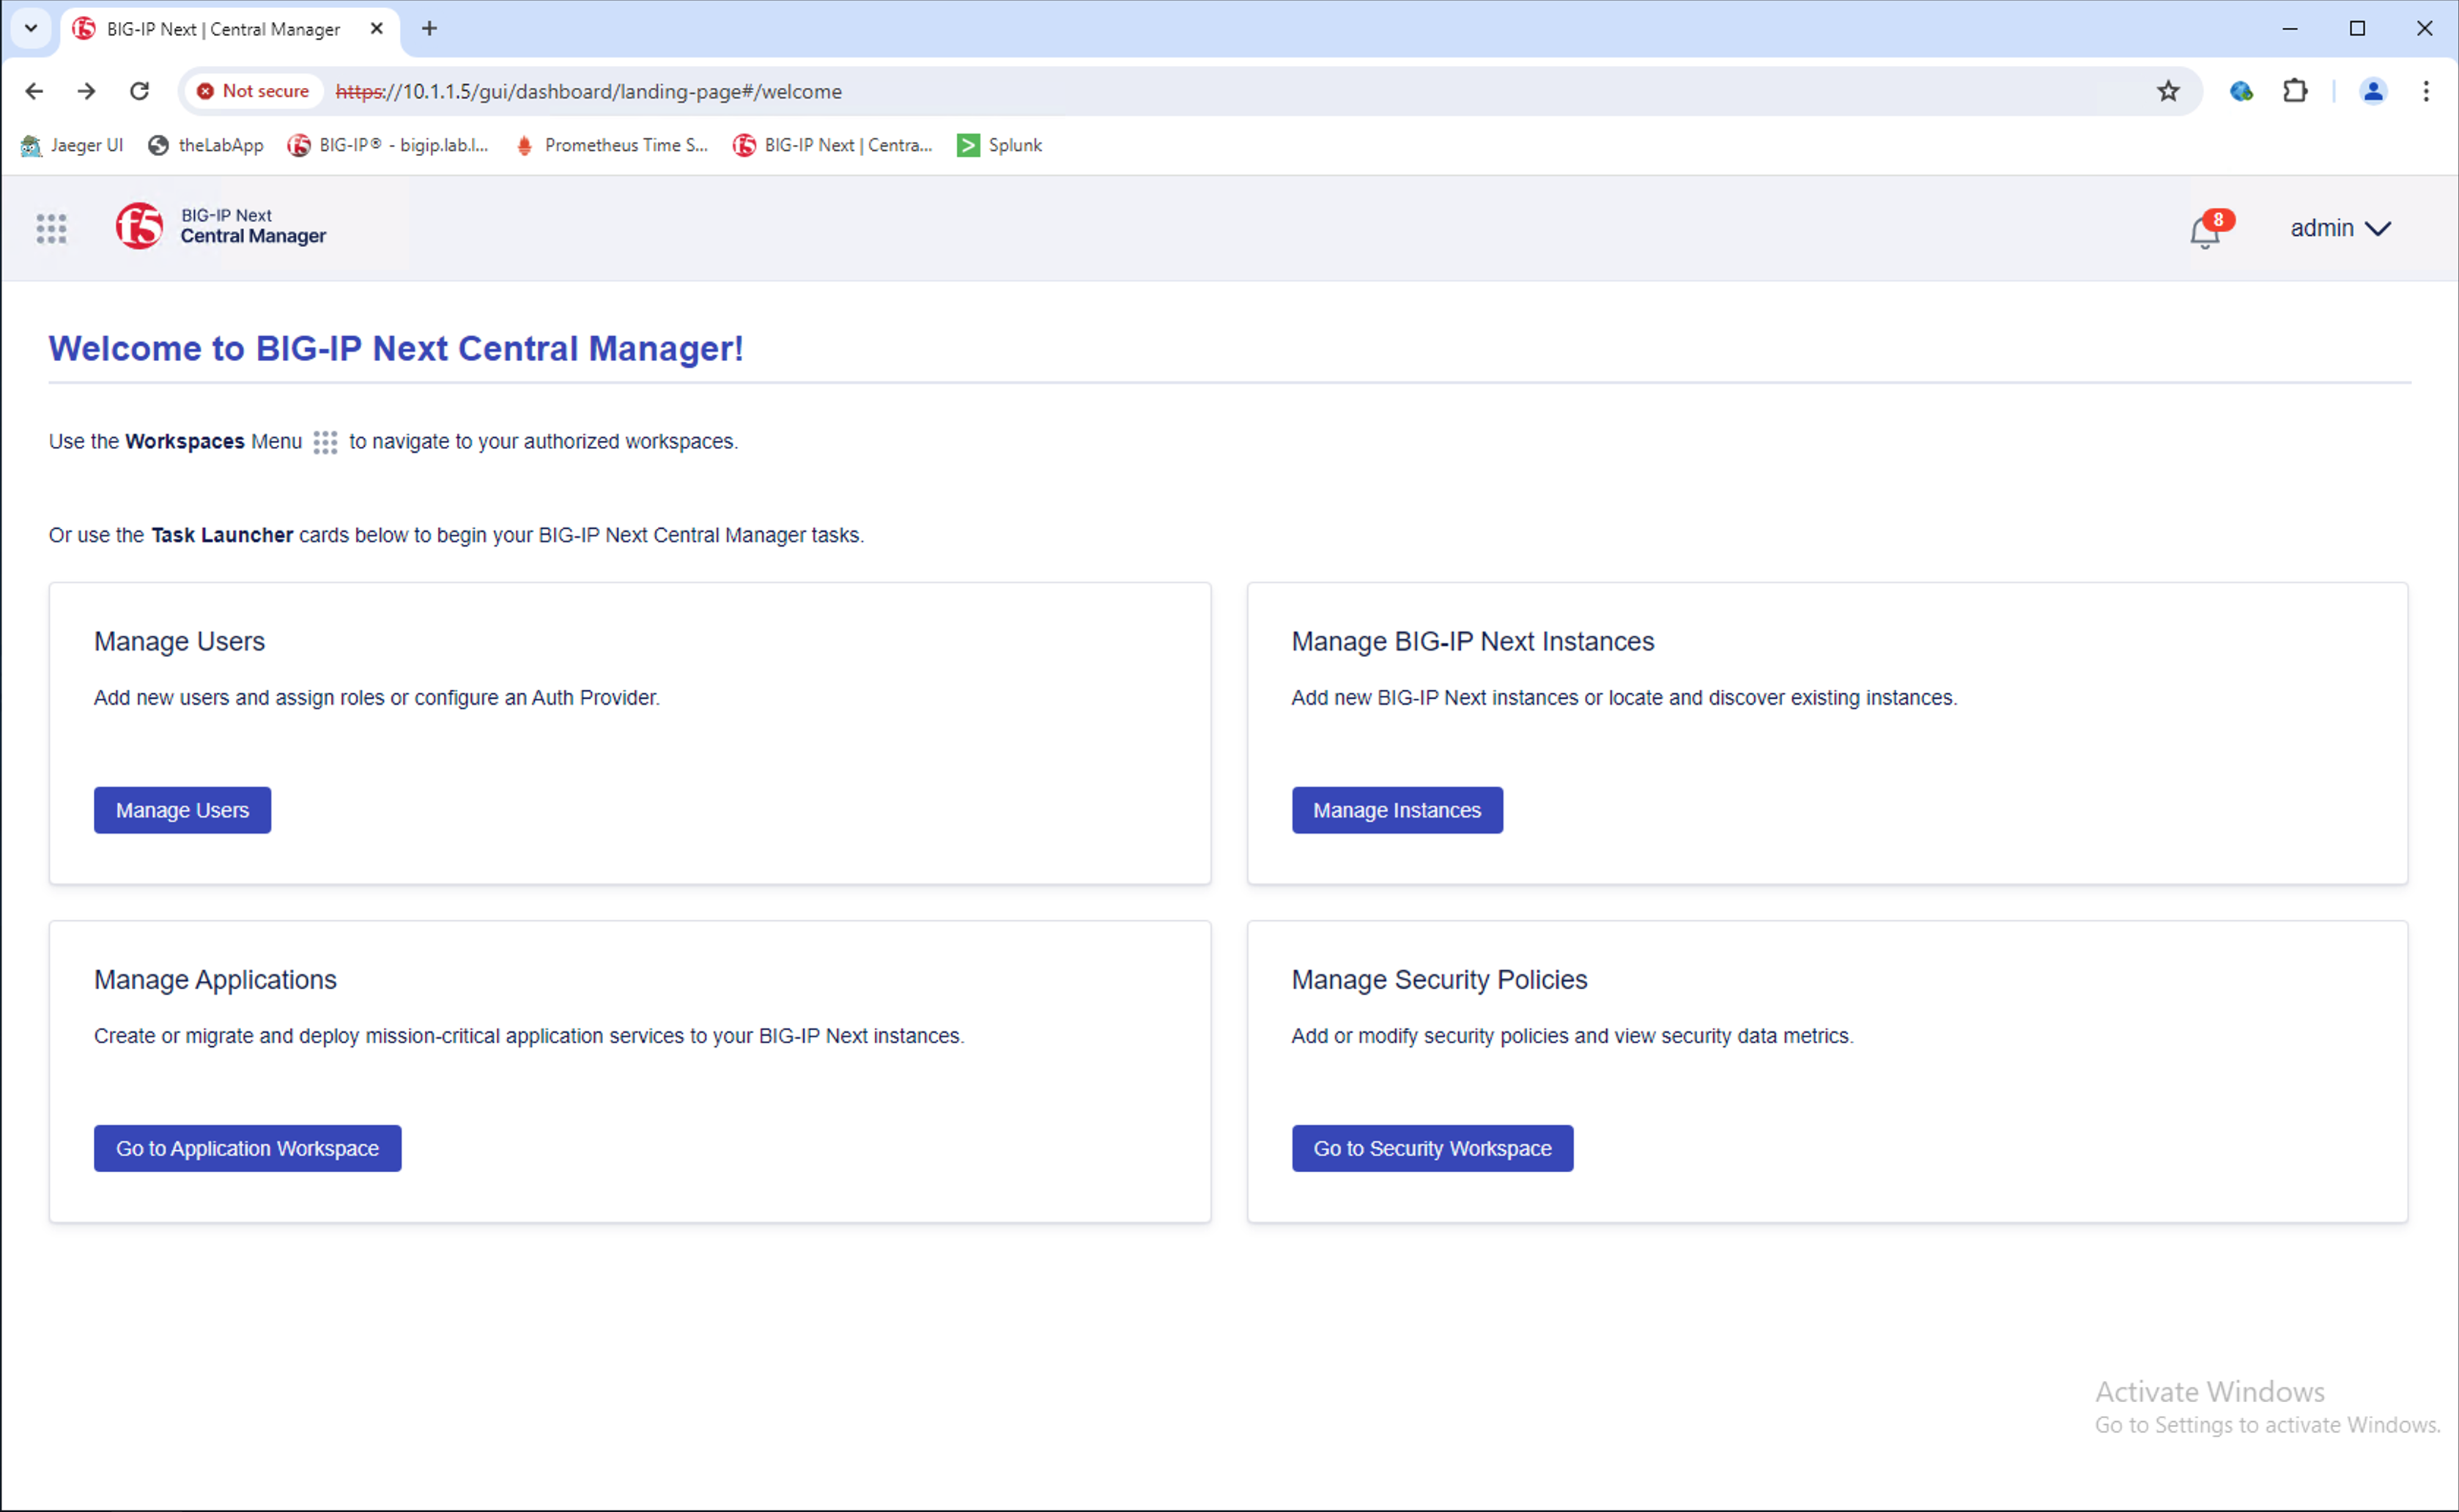 BIG-IP Next | Central Manager
Not secure https://10.1.1.5/gui/dashboard/landing-page#/welcome
Jaeger UI theLabApp BIG-IP® - bigip.lab.l... Prometheus Time S... BIG-IP Next | Centra... Splunk
f5 BIG-IP Next
Central Manager
8 admin
Welcome to BIG-IP Next Central Manager!
Use the Workspaces Menu to navigate to your authorized workspaces.
Or use the Task Launcher cards below to begin your BIG-IP Next Central Manager tasks.
Manage Users
Add new users and assign roles or configure an Auth Provider.
Manage Users
Manage BIG-IP Next Instances
Add new BIG-IP Next instances or locate and discover existing instances.
Manage Instances
Manage Applications
Create or migrate and deploy mission-critical application services to your BIG-IP Next instances.
Go to Application Workspace
Manage Security Policies
Add or modify security policies and view security data metrics.
Go to Security Workspace
Activate Windows
Go to Settings to activate Windows.